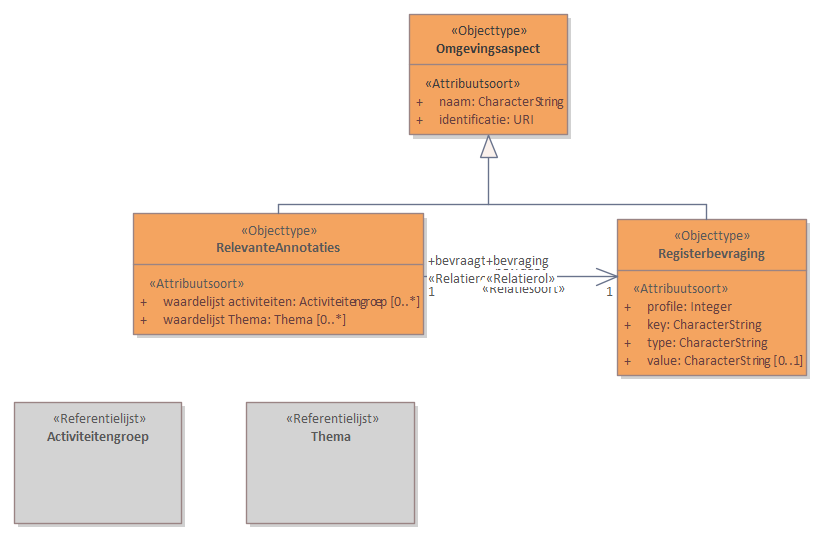 «Objecttype»
Omgevingsaspect
«Attribuutsoort»
+ naam: CharacterString
+ identificatie: URI
«Objecttype»
RelevanteAnnotaties
«Attribuutsoort»
+ waardelijst activiteiten: Activiteitengroep [0..*]
+ waardelijst Thema: Thema [0..*]
+bevraagt +bevraging
«Relatierol»
«Relatiesoort»
1 1
«Objecttype»
Registerbevraging
«Attribuutsoort»
+ profile: Integer
+ key: CharacterString
+ type: CharacterString
+ value: CharacterString [0..1]
«Referentielijst»
Activiteitengroep
«Referentielijst»
Thema